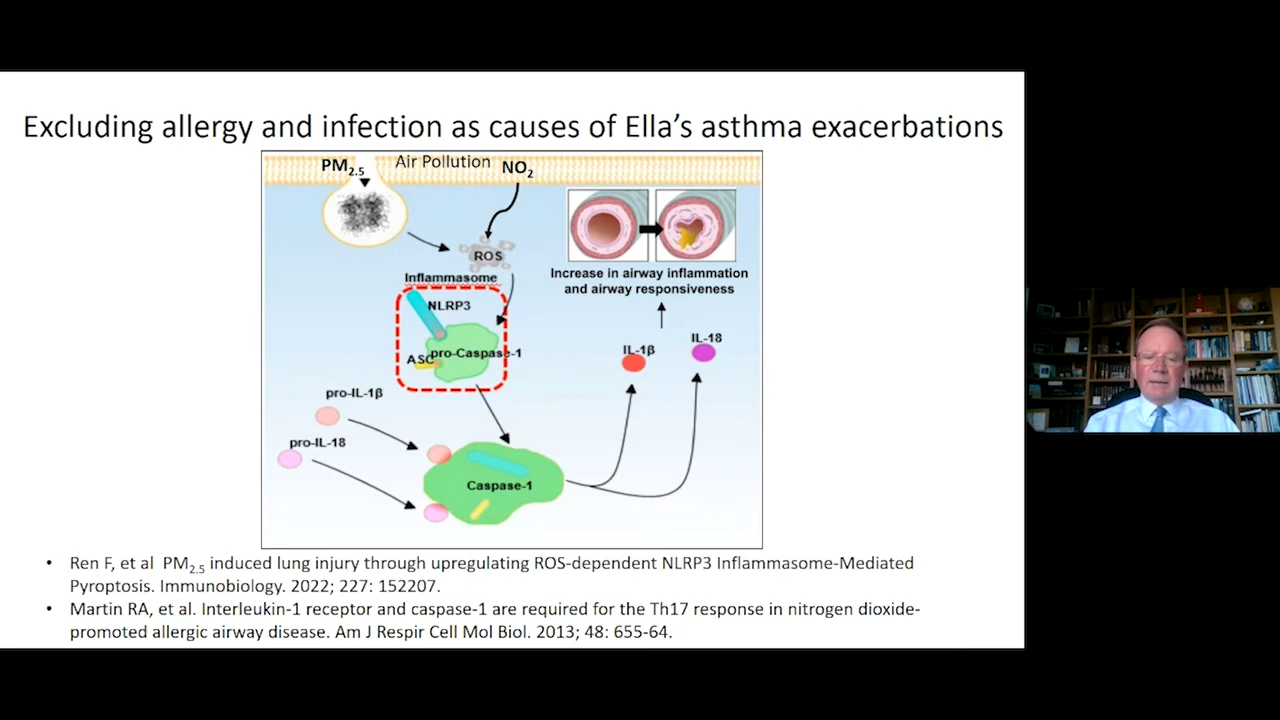 Excluding allergy and infection as causes of Ella's asthma exacerbations
PM2.5
Air Pollution
NO2
ROS
Inflammasome
NLRP3
ASC
pro-Caspase-1
Increase in airway inflammation
and airway responsiveness
IL-1β
IL-18
pro-IL-1β
pro-IL-18
Caspase-1
• Ren F, et al PM2.5 induced lung injury through upregulating ROS-dependent NLRP3 Inflammasome-Mediated
Pyroptosis. Immunobiology. 2022; 227: 152207.
• Martin RA, et al. Interleukin-1 receptor and caspase-1 are required for the Th17 response in nitrogen dioxide-
promoted allergic airway disease. Am J Respir Cell Mol Biol. 2013; 48: 655-64.